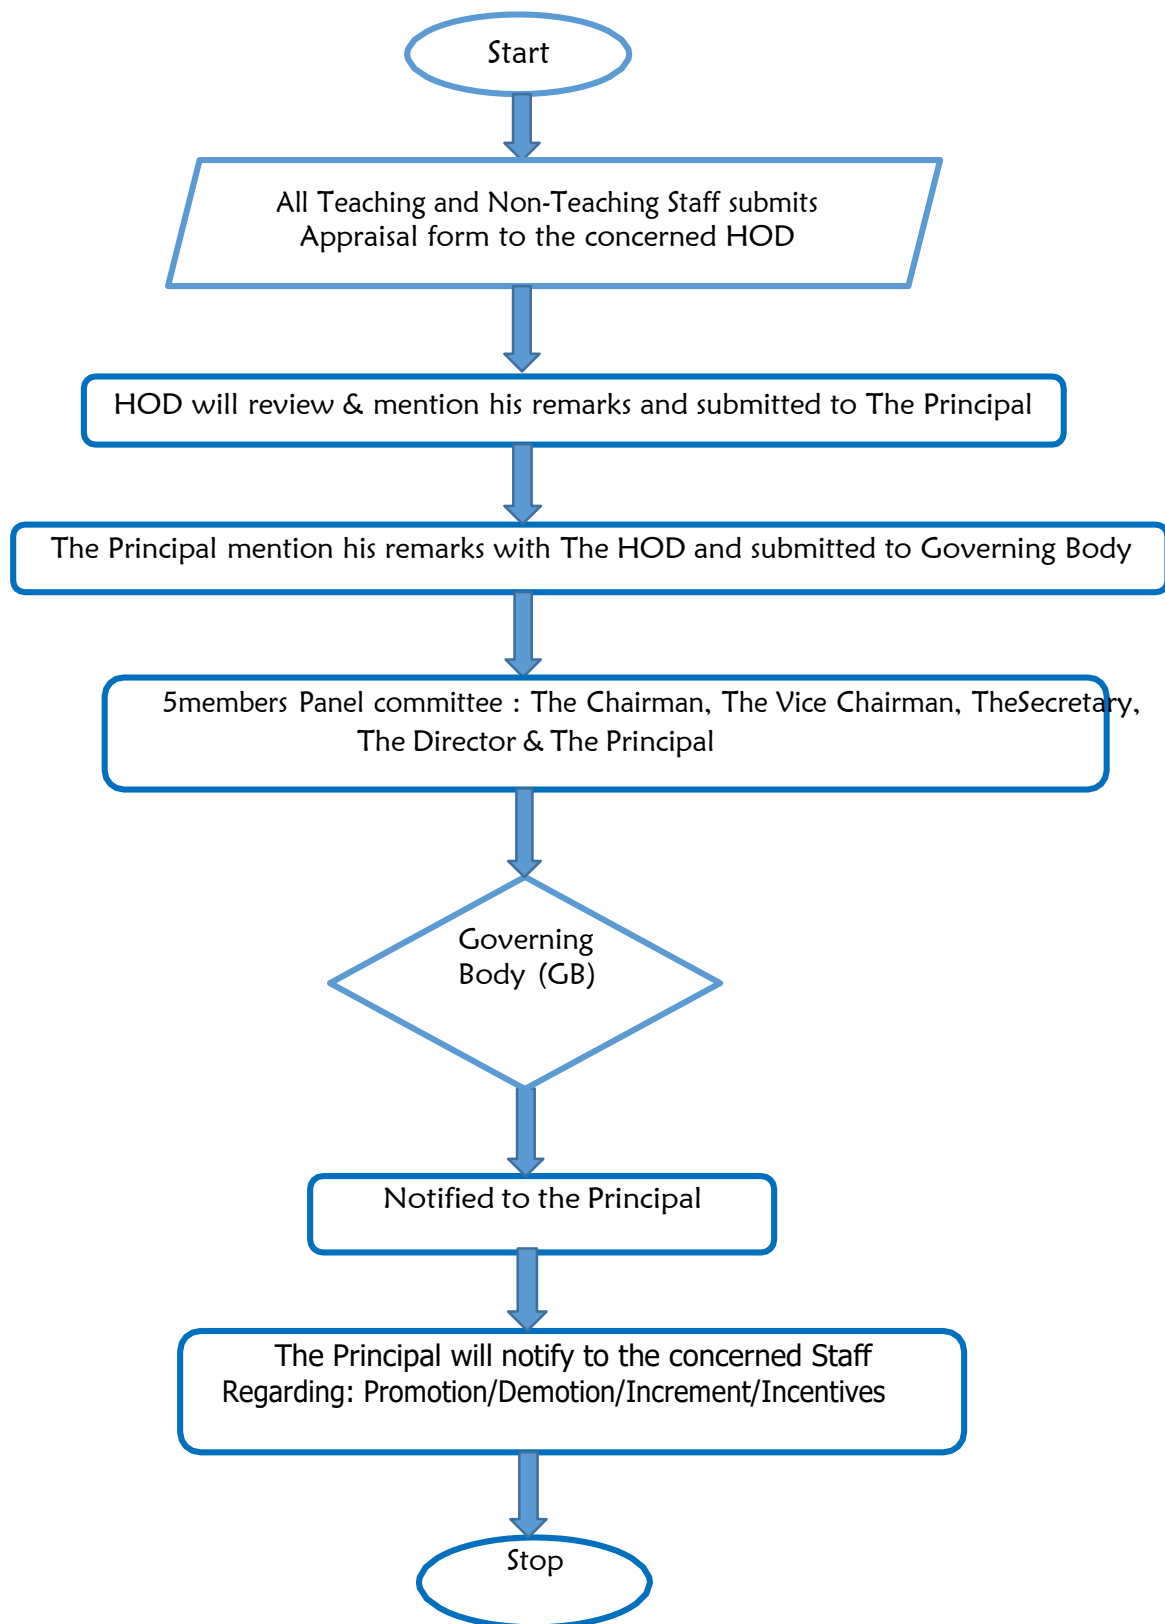 Start
All Teaching and Non-Teaching Staff submits
Appraisal form to the concerned HOD
HOD will review & mention his remarks and submitted to The Principal
The Principal mention his remarks with The HOD and submitted to Governing Body
5members Panel committee : The Chairman, The Vice Chairman, TheSecretary,
The Director & The Principal
Governing
Body (GB)
Notified to the Principal
The Principal will notify to the concerned Staff
Regarding: Promotion/Demotion/Increment/Incentives
Stop